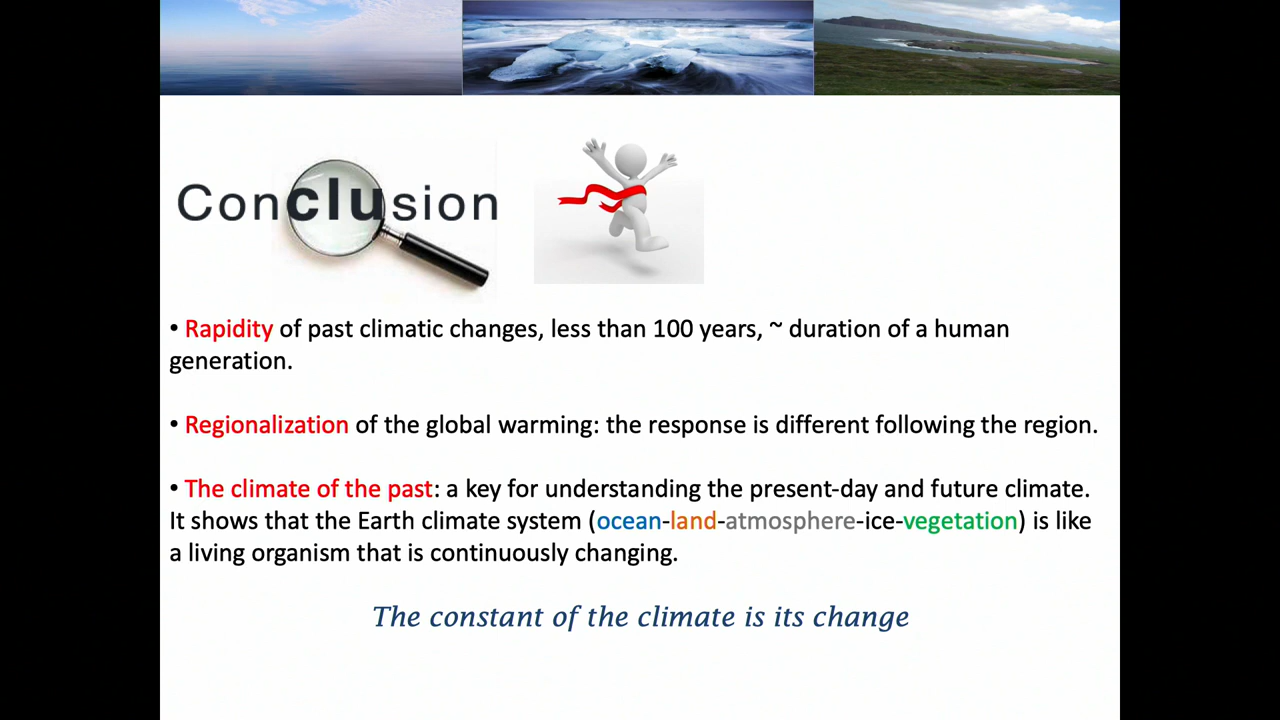 Conclusion
• Rapidity of past climatic changes, less than 100 years, ~ duration of a human
generation.
• Regionalization of the global warming: the response is different following the region.
• The climate of the past: a key for understanding the present-day and future climate.
It shows that the Earth climate system (ocean-land-atmosphere-ice-vegetation) is like
a living organism that is continuously changing.
The constant of the climate is its change